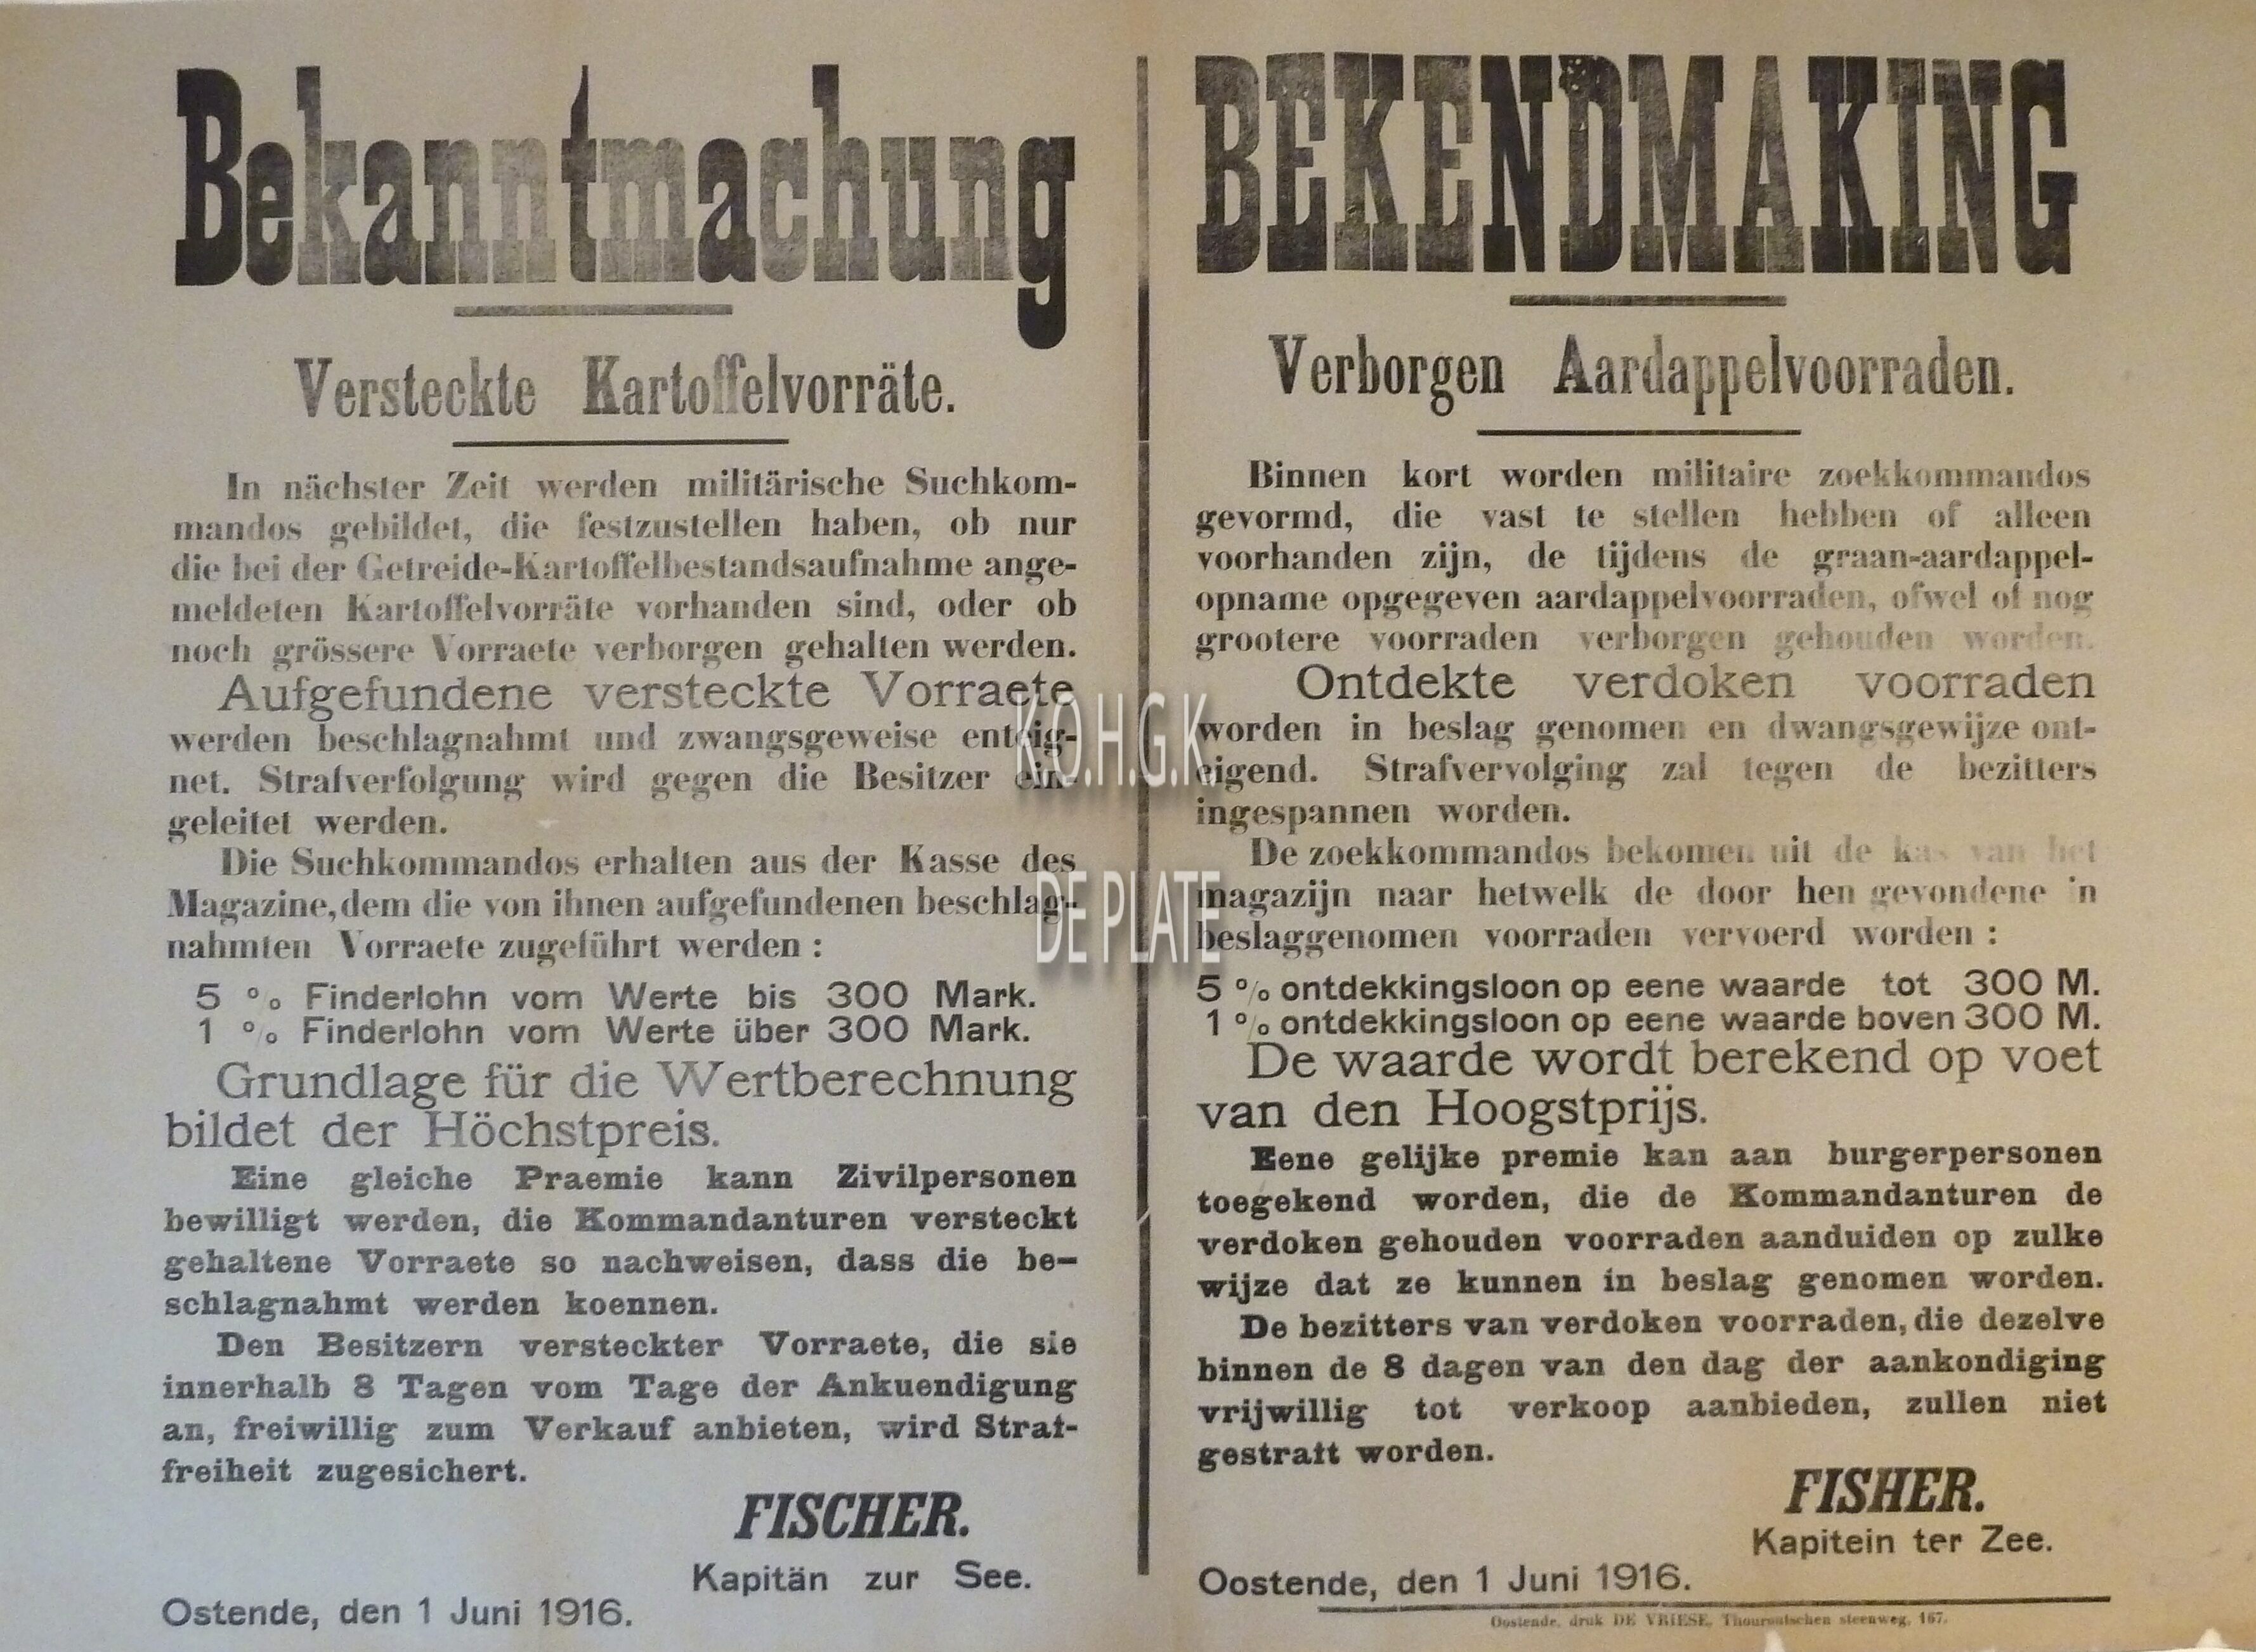 Bekanntmachung
Versteckte Kartoffelvorräte.
In nächster Zeit werden militärische Suchkom-
mandos gebildet, die festzustellen haben, ob nur
die bei der Getreide-Kartoffelbestandsaufnahme ange-
meldeten Kartoffelvorräte vorhanden sind, oder ob
noch grössere Vorraete verborgen gehalten werden.
Aufgefundene versteckte Vorraete
werden beschlagnahmt und zwangsgeweise enteig-
net. Strafverfolgung wird gegen die Besitzer ein-
geleitet werden.
Die Suchkommandos erhalten aus der Kasse des
Magazine, dem die von ihnen aufgefundenen beschlag-
nahmten Vorraete zugeführt werden :
5 % Finderlohn vom Werte bis 300 Mark.
1 % Finderlohn vom Werte über 300 Mark.
Grundlage für die Wertberechnung
bildet der Höchstpreis.
Eine gleiche Praemie kann Zivilpersonen
bewilligt werden, die Kommandanturen versteckt
gehaltene Vorraete so nachweisen, dass die be-
schlagnahmt werden koennen.
Den Besitzern versteckter Vorraete, die sie
innerhalb 8 Tagen vom Tage der Ankuendigung
an, freiwillig zum Verkauf anbieten, wird Straf-
freiheit zugesichert.
FISCHER.
Kapitän zur See.
Ostende, den 1 Juni 1916.
BEKENDMAKING
Verborgen Aardappelvoorraden.
Binnen kort worden militaire zoekkommandos
gevormd, die vast te stellen hebben of alleen
voorhanden zijn, de tijdens de graan-aardappel-
opname opgegeven aardappelvoorraden, ofwel of nog
grootere voorraden verborgen gehouden worden.
Ontdekte verdoken voorraden
worden in beslag genomen en dwangsgewijze ont-
eigend. Strafvervolging zal tegen de bezitters
ingespannen worden.
De zoekkommandos bekomen uit de kas van het
magazijn naar hetwelk de door hen gevondene in
beslaggenomen voorraden vervoerd worden :
5 % ontdekkingsloon op eene waarde tot 300 M.
1 % ontdekkingsloon op eene waarde boven 300 M.
De waarde wordt berekend op voet
van den Hoogstprijs.
Eene gelijke premie kan aan burgerpersonen
toegekend worden, die de Kommandanturen de
verdoken gehouden voorraden aanduiden op zulke
wijze dat ze kunnen in beslag genomen worden.
De bezitters van verdoken voorraden, die dezelve
binnen de 8 dagen van den dag der aankondiging
vrijwillig tot verkoop aanbieden, zullen niet
gestraft worden.
FISHER.
Kapitein ter Zee.
Oostende, den 1 Juni 1916.
Oostende, druk DE VRIESE, Thouroutschen steenweg, 167.
K.O.H.G.K.
DE PLATE